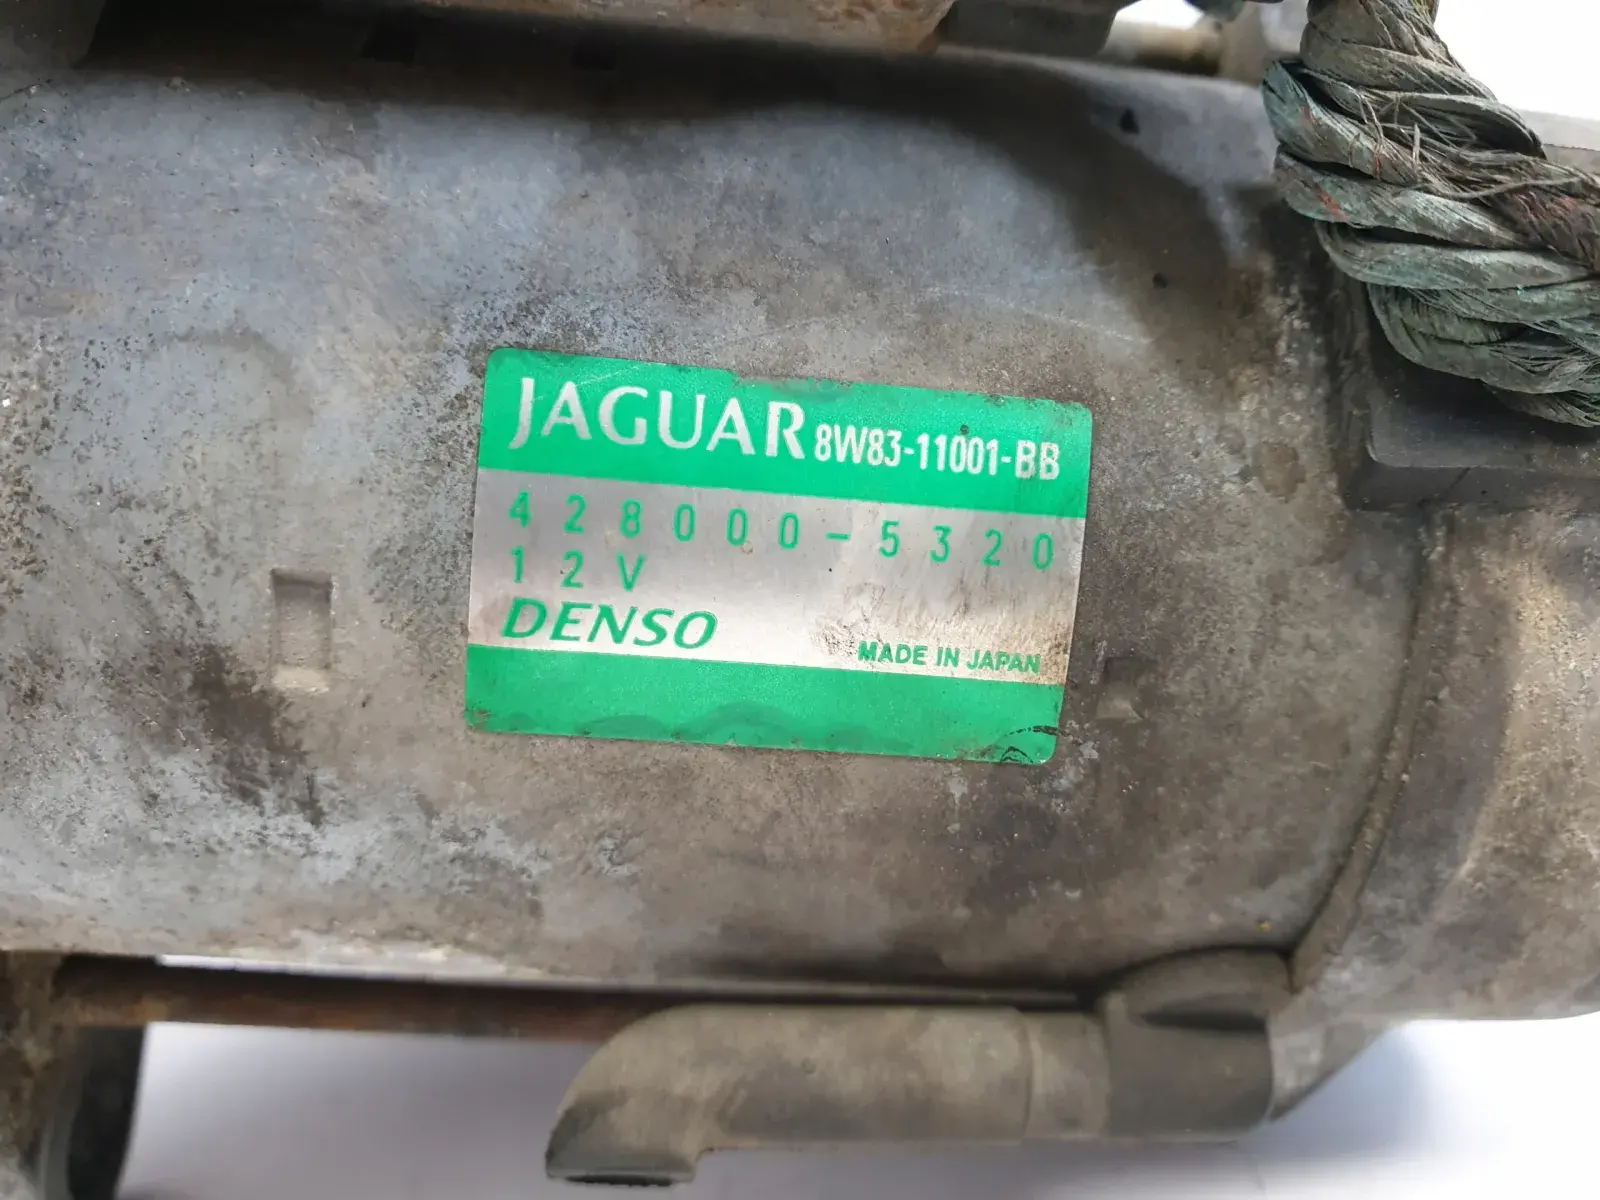 JAGUAR 8W83-11001-BB
428000-5320
12V
DENSO
MADE IN JAPAN